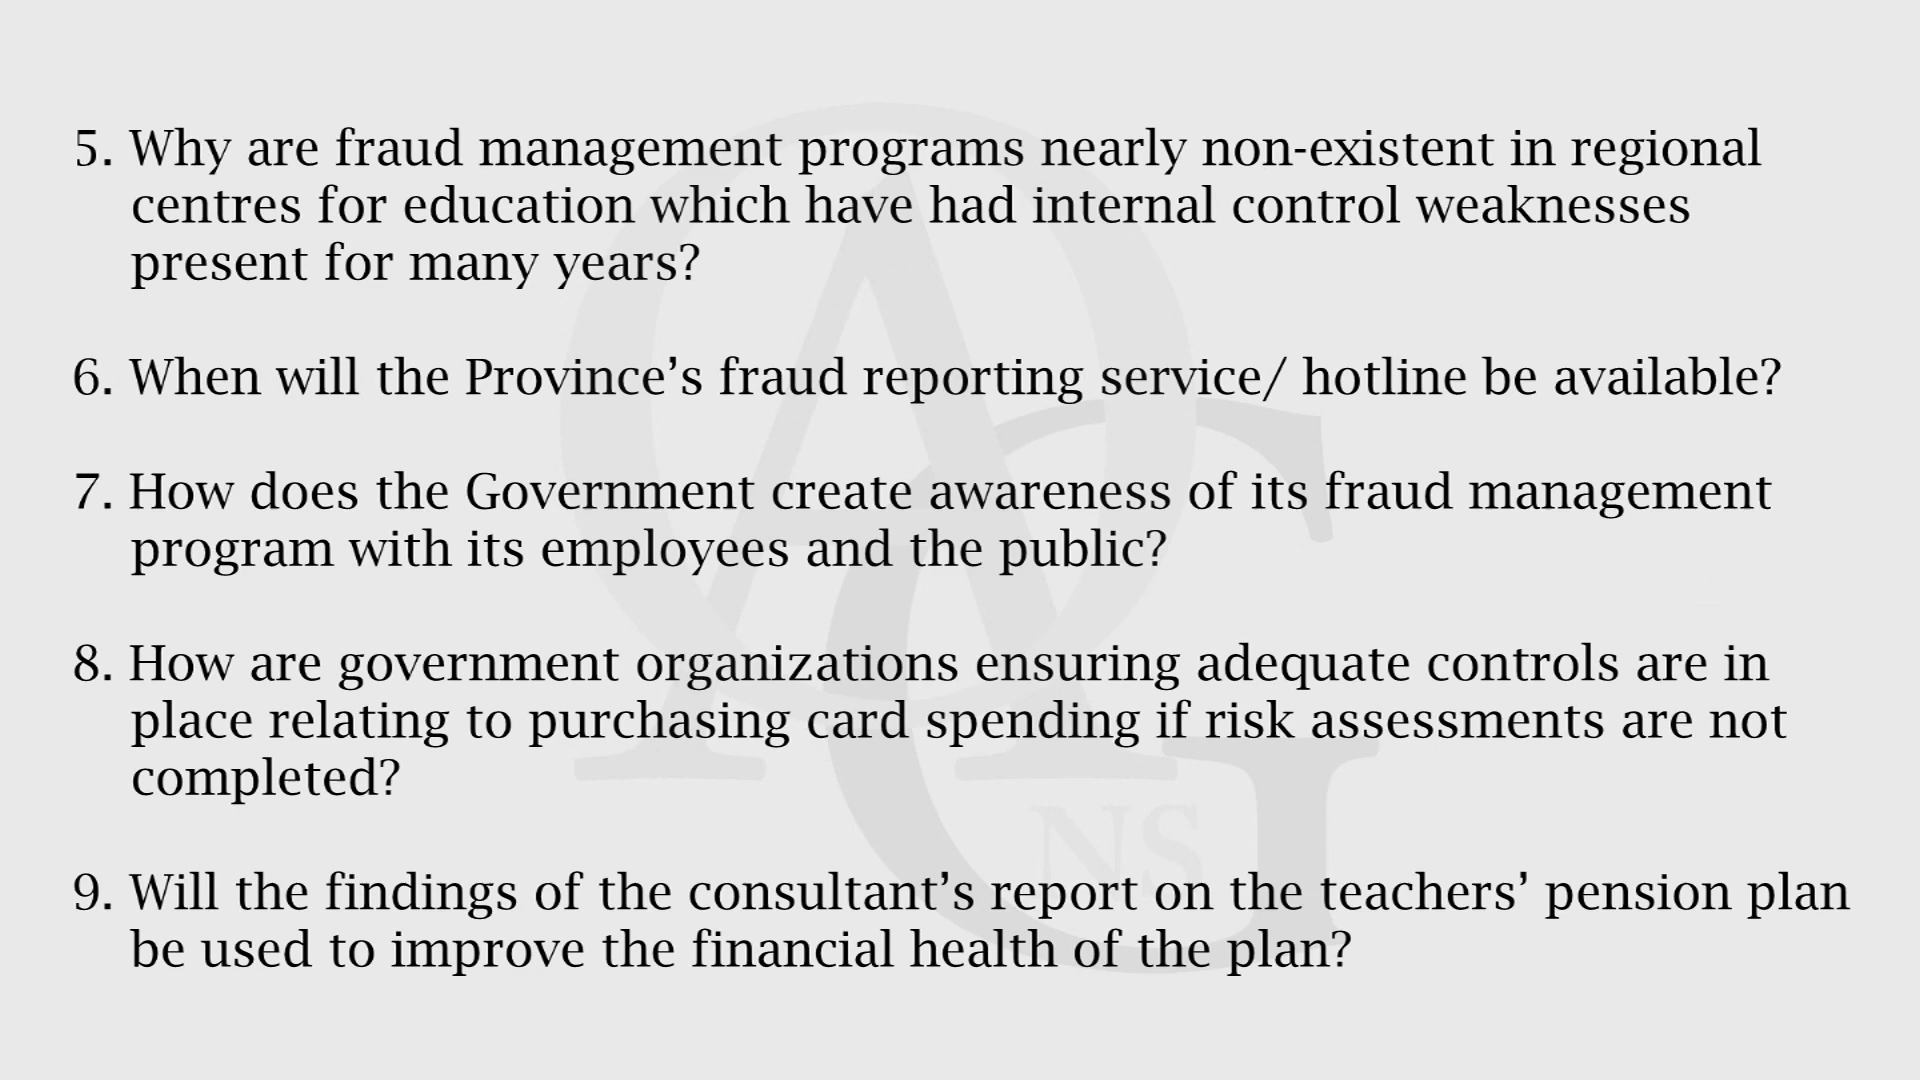 5. Why are fraud management programs nearly non-existent in regional
centres for education which have had internal control weaknesses
present for many years?
6. When will the Province’s fraud reporting service/ hotline be available?
7. How does the Government create awareness of its fraud management
program with its employees and the public?
8. How are government organizations ensuring adequate controls are in
place relating to purchasing card spending if risk assessments are not
completed?
9. Will the findings of the consultant’s report on the teachers’ pension plan
be used to improve the financial health of the plan?
OAG
NS